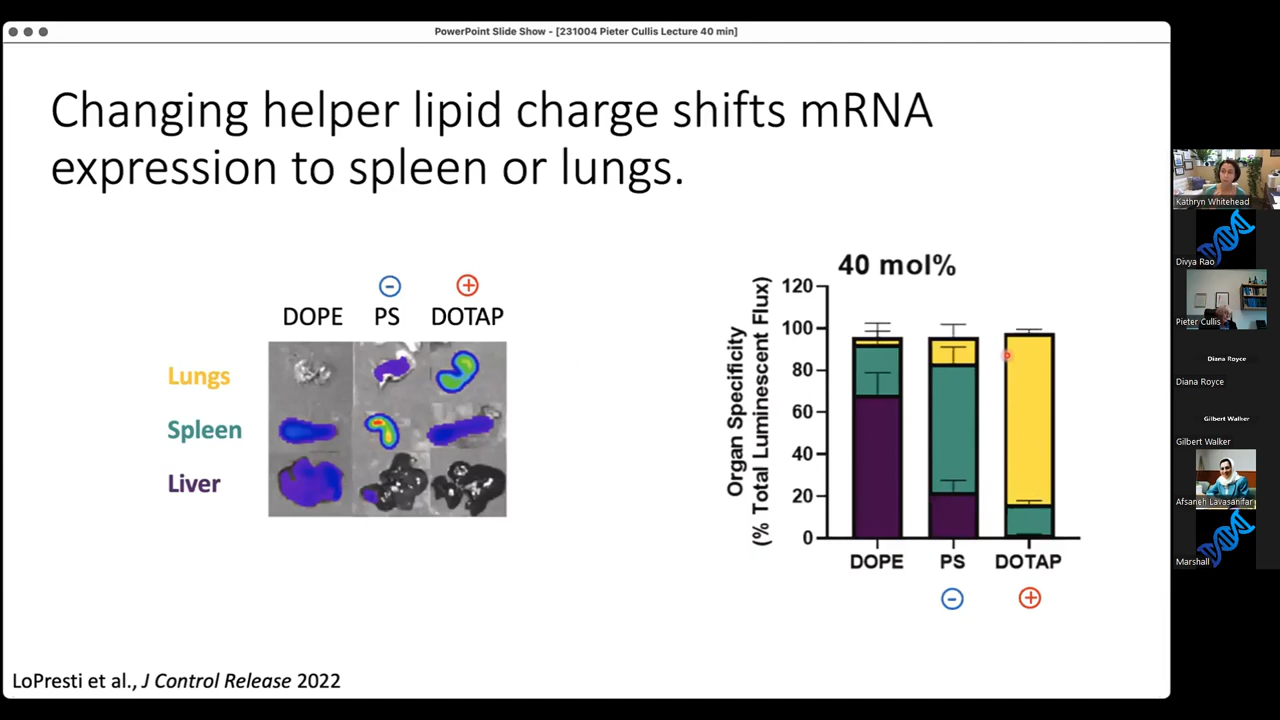 PowerPoint Slide Show - [231004 Pieter Cullis Lecture 40 min]
Changing helper lipid charge shifts mRNA
expression to spleen or lungs.
DOPE PS DOTAP
Lungs
Spleen
Liver
40 mol%
Organ Specificity
(% Total Luminescent Flux)
120
100
80
60
40
20
0
DOPE PS DOTAP
LoPresti et al., J Control Release 2022
Kathryn Whitehead
Divya Rao
Pieter Cullis
Diana Royce
Diana Royce
Gilbert Walker
Gilbert Walker
Afsaneh Lavasanifar
Marshall